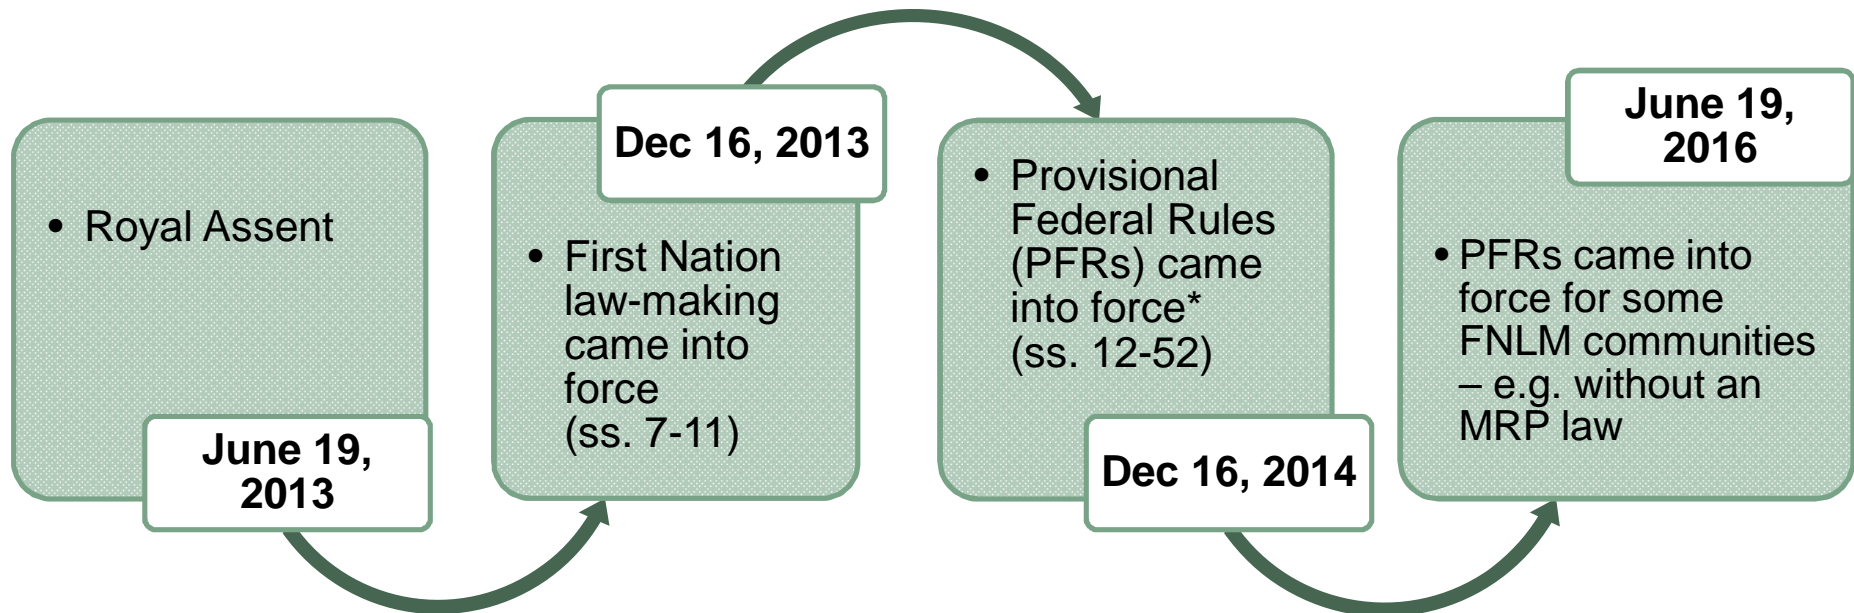 • Royal Assent
June 19,
2013
Dec 16, 2013
• First Nation
law-making
came into
force
(ss. 7-11)
• Provisional
Federal Rules
(PFRs) came
into force*
(ss. 12-52)
Dec 16, 2014
June 19,
2016
• PFRs came into
force for some
FNLM communities
– e.g. without an
MRP law